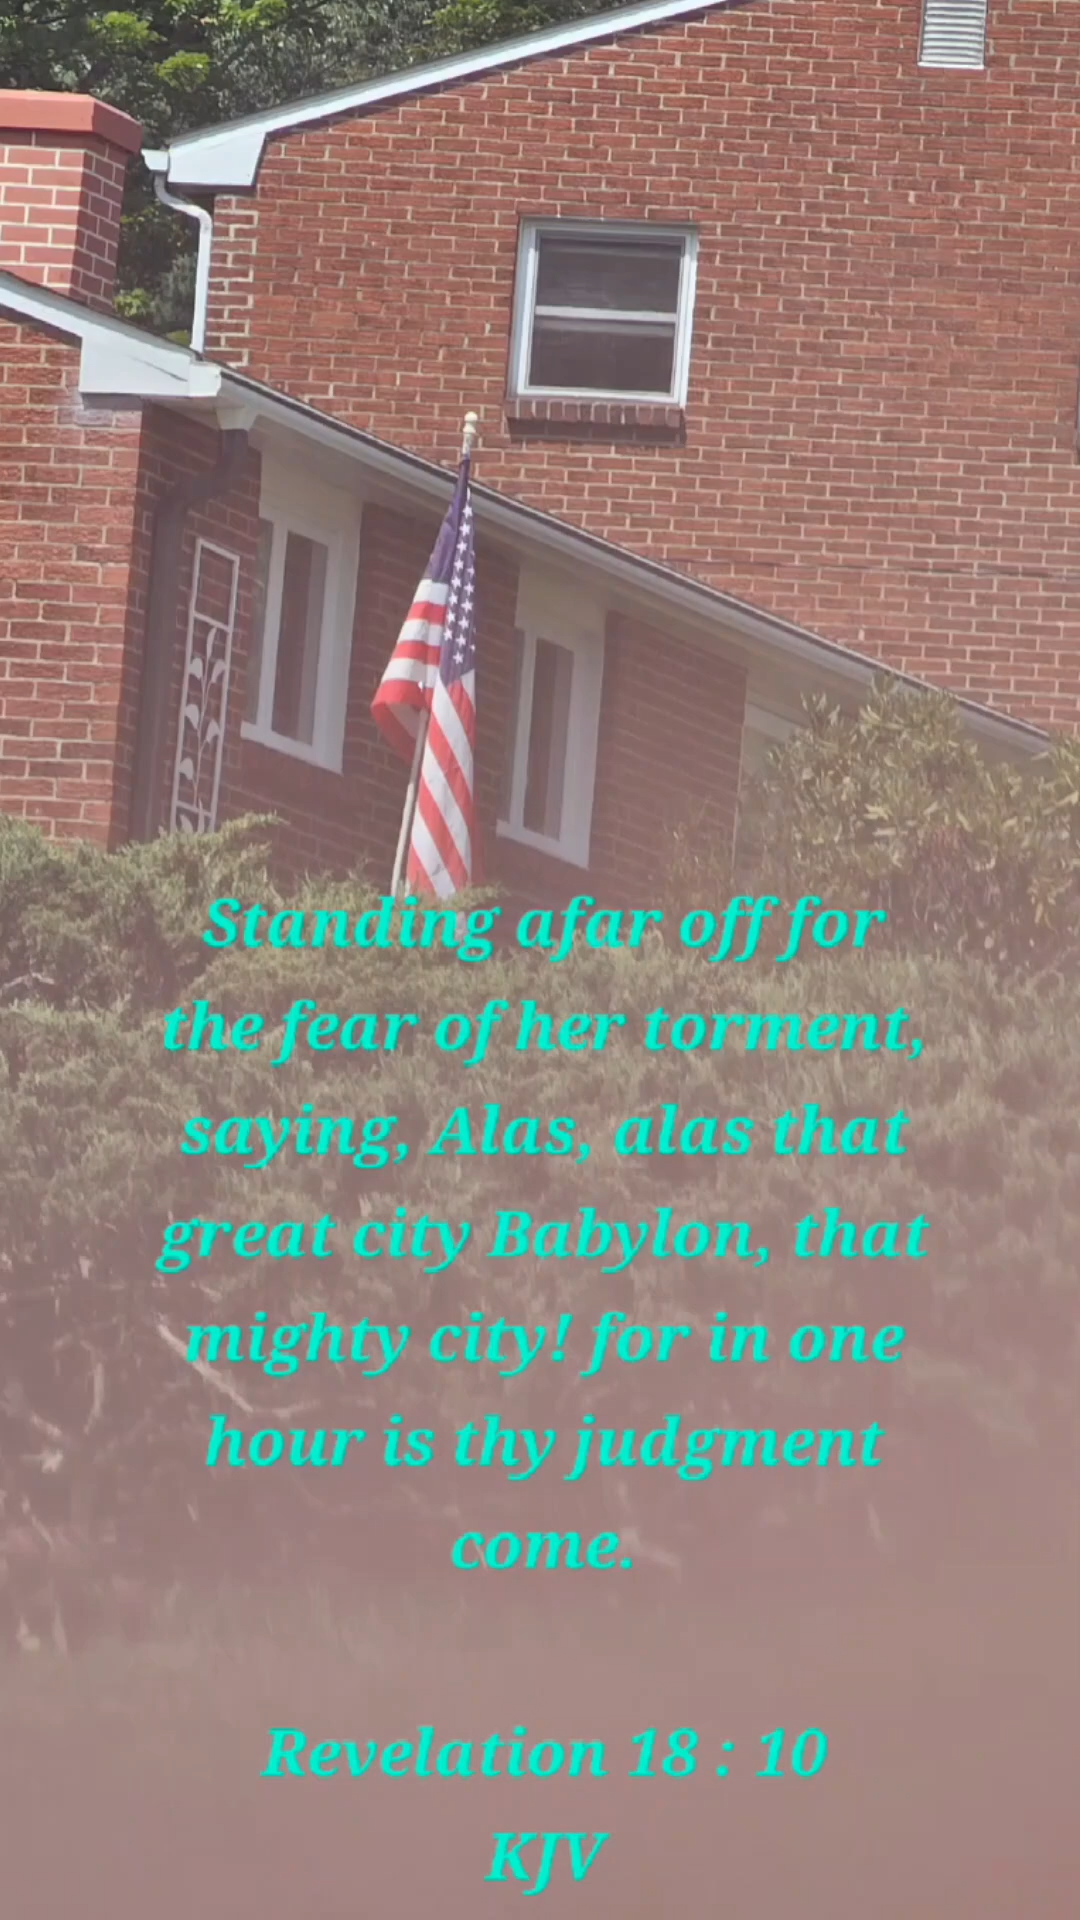 Standing afar off for
the fear of her torment,
saying, Alas, alas that
great city Babylon, that
mighty city! for in one
hour is thy judgment
come.
Revelation 18 : 10
KJV